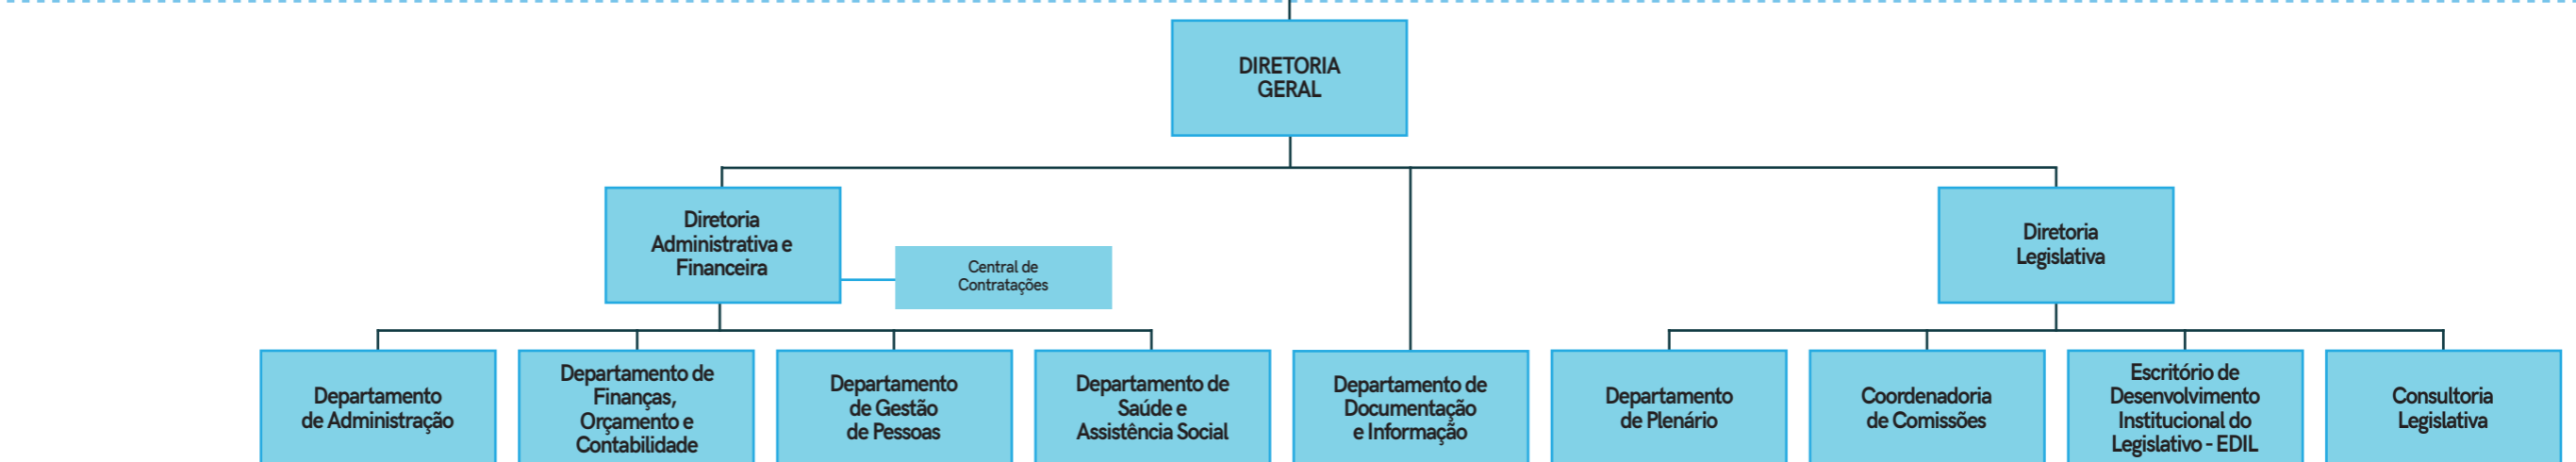 DIRETORIA
GERAL
Diretoria
Administrativa e
Financeira
Central de
Contratações
Diretoria
Legislativa
Departamento
de Administração
Departamento de
Finanças,
Orçamento e
Contabilidade
Departamento
de Gestão
de Pessoas
Departamento de
Saúde e
Assistência Social
Departamento de
Documentação
e Informação
Departamento
de Plenário
Coordenadoria
de Comissões
Escritório de
Desenvolvimento
Institucional do
Legislativo - EDIL
Consultoria
Legislativa